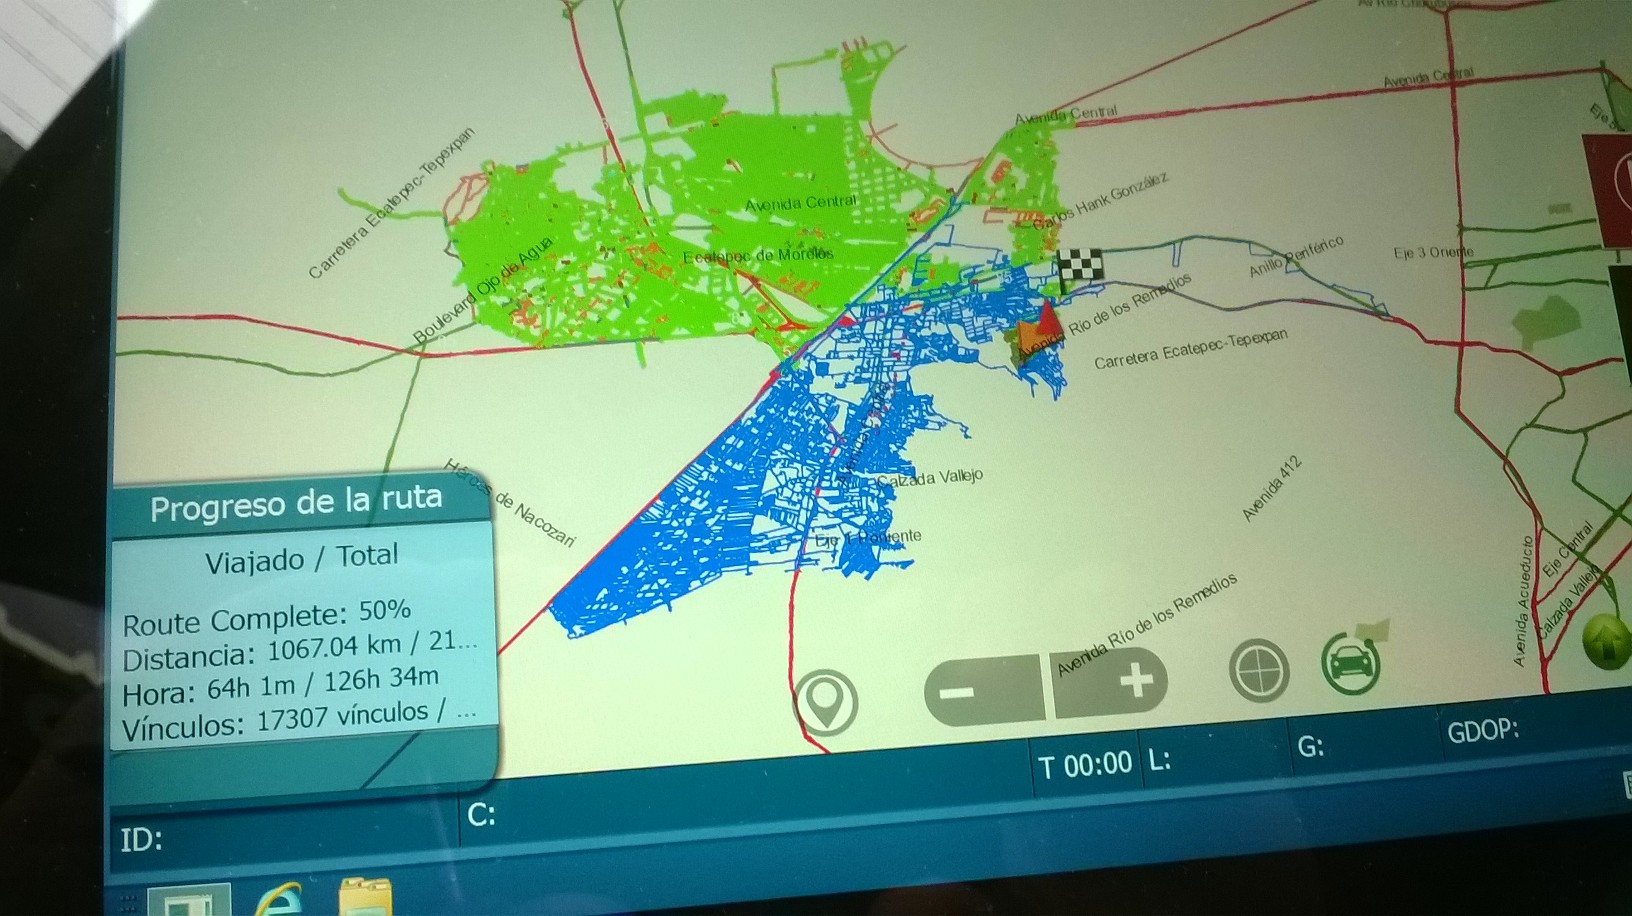 Av Río Churubusco
Avenida Central
Avenida Central
Carretera Ecatepec-Tepexpan
Carlos Hank González
Avenida Central
Boulevard Ojo de Agua
Ecatepec de Morelos
Eje 3 Oriente
Anillo Periférico
Avenida Río de los Remedios
Carretera Ecatepec-Tepexpan
Héroes de Nacozari
Calzada Vallejo
Avenida 412
Eje 1 Poniente
Eje Central
Avenida Acueducto
Calzada Vallejo
Avenida Río de los Remedios
Progreso de la ruta
Viajado / Total
Route Complete: 50%
Distancia: 1067.04 km / 21...
Hora: 64h 1m / 126h 34m
Vínculos: 17307 vínculos / ...
T 00:00 L: G: GDOP:
ID: C: